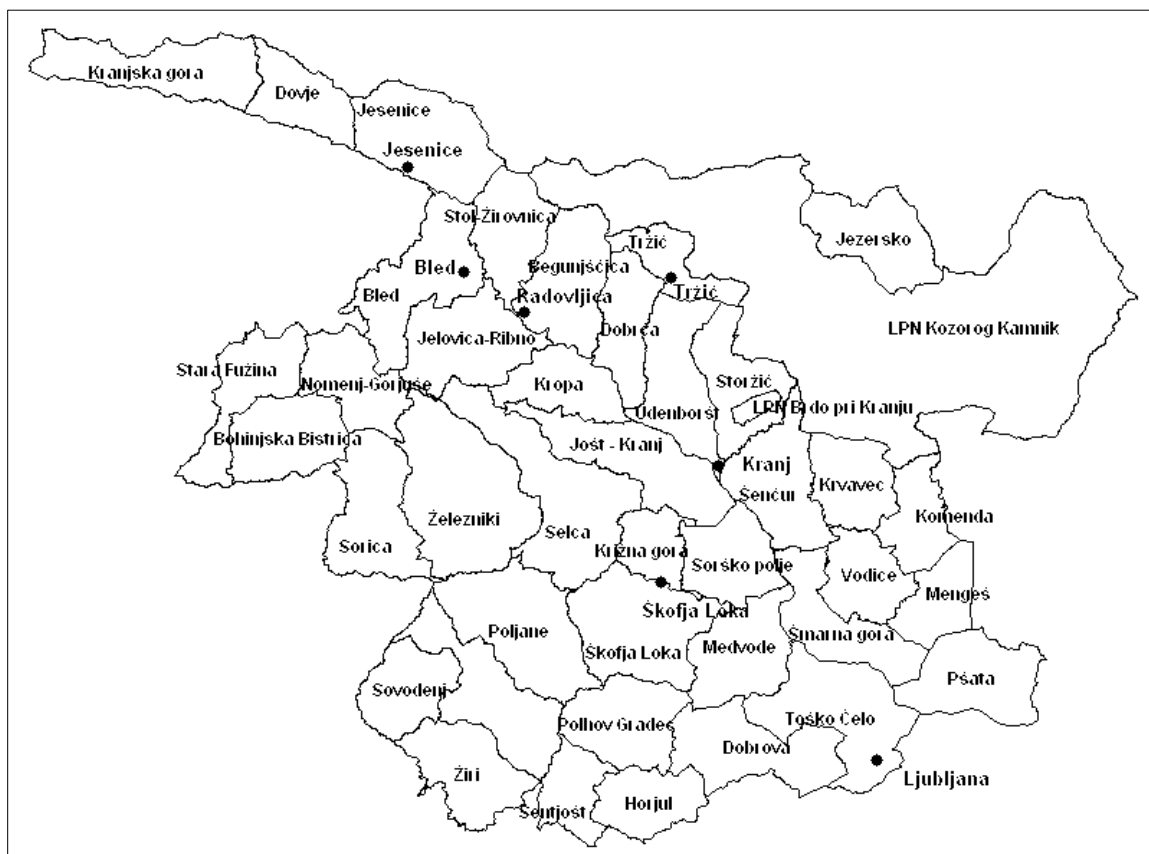 Kranjska gora
Dovje
Jesenice
Jesenice
Stol-Žirovnica
Tržič
Jezersko
Bled
Begunjščica
Bled
Radovljica
Tržič
Dobrča
LPN Kozorog Kamnik
Jelovica-Ribno
Stara Fužina
Nomenj-Gorjuše
Kropa
Storžič
LPN Brdo pri Kranju
Udenboršt
Bohinjska Bistrica
Jošt - Kranj
Kranj
Krvavec
Šenčur
Železniki
Komenda
Selca
Sorica
Križna gora
Sorško polje
Vodice
Mengeš
Škofja Loka
Poljane
Škofja Loka
Medvode
Šmarna gora
Pšata
Sovodenj
Polhov Gradec
Toško Čelo
Dobrova
Žiri
Ljubljana
Šentjošt
Horjul